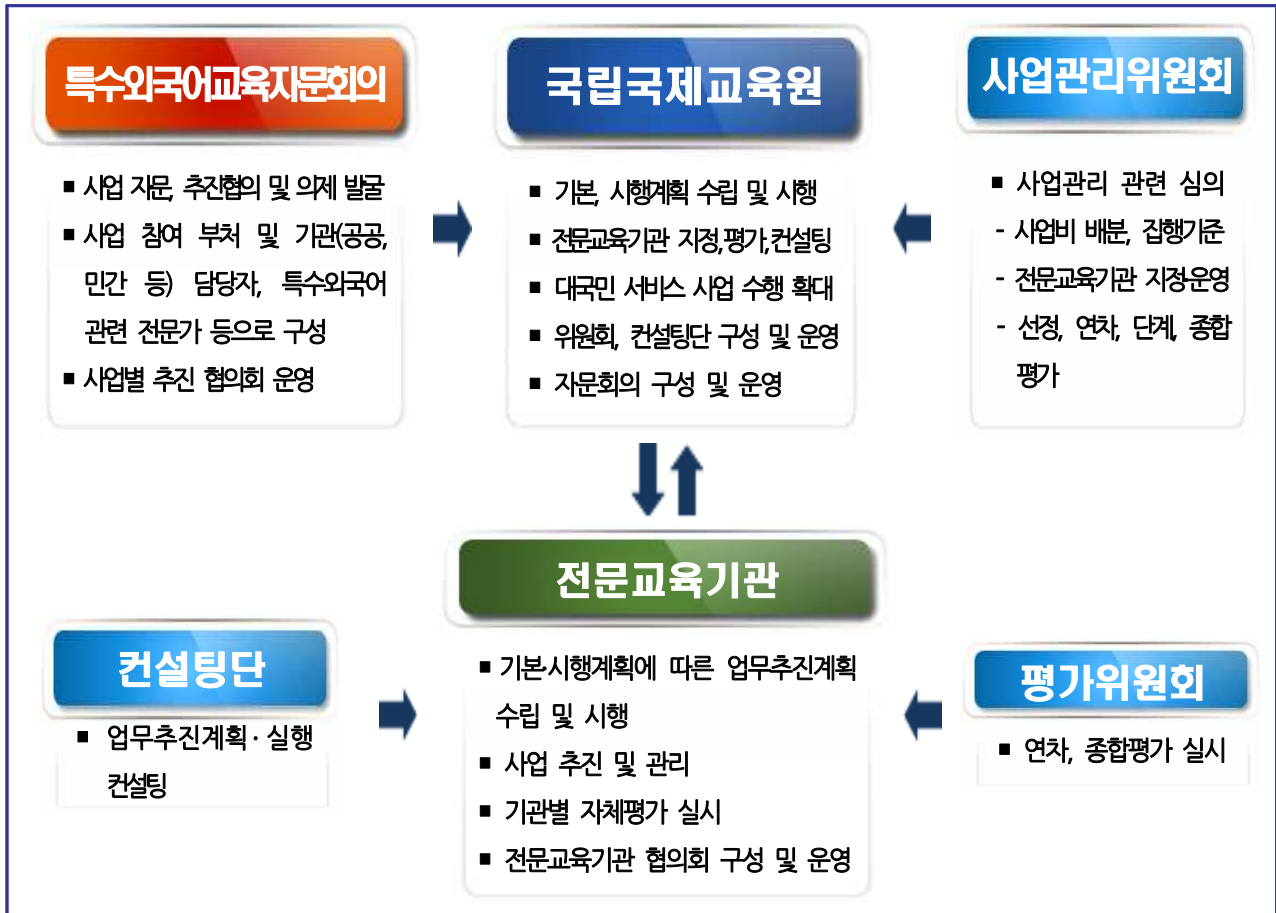 특수외국어교육자문회의
▪ 사업 자문, 추진협의 및 의제 발굴
▪ 사업 참여 부처 및 기관(공공,
민간 등) 담당자, 특수외국어
관련 전문가 등으로 구성
▪ 사업별 추진 협의회 운영
국립국제교육원
▪ 기본, 시행계획 수립 및 시행
▪ 전문교육기관 지정,평가,컨설팅
▪ 대국민 서비스 사업 수행 확대
▪ 위원회, 컨설팅단 구성 및 운영
▪ 자문회의 구성 및 운영
사업관리위원회
▪ 사업관리 관련 심의
- 사업비 배분, 집행기준
- 전문교육기관 지정·운영
- 선정, 연차, 단계, 종합
평가
전문교육기관
▪ 기본·시행계획에 따른 업무추진계획
수립 및 시행
▪ 사업 추진 및 관리
▪ 기관별 자체평가 실시
▪ 전문교육기관 협의회 구성 및 운영
컨설팅단
▪ 업무추진계획·실행
컨설팅
평가위원회
▪ 연차, 종합평가 실시